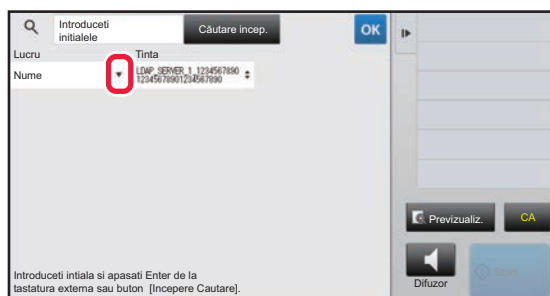 Introduceti
initialele
Căutare incep.
OK
Lucru
Tinta
Nume
LDAP_SERVER_1_1234567890
12345678901234567890
Previzualiz.
CA
Difuzor
Start
Introduceti intiala si apasati Enter de la
tastatura externa sau buton [Incepere Cautare].